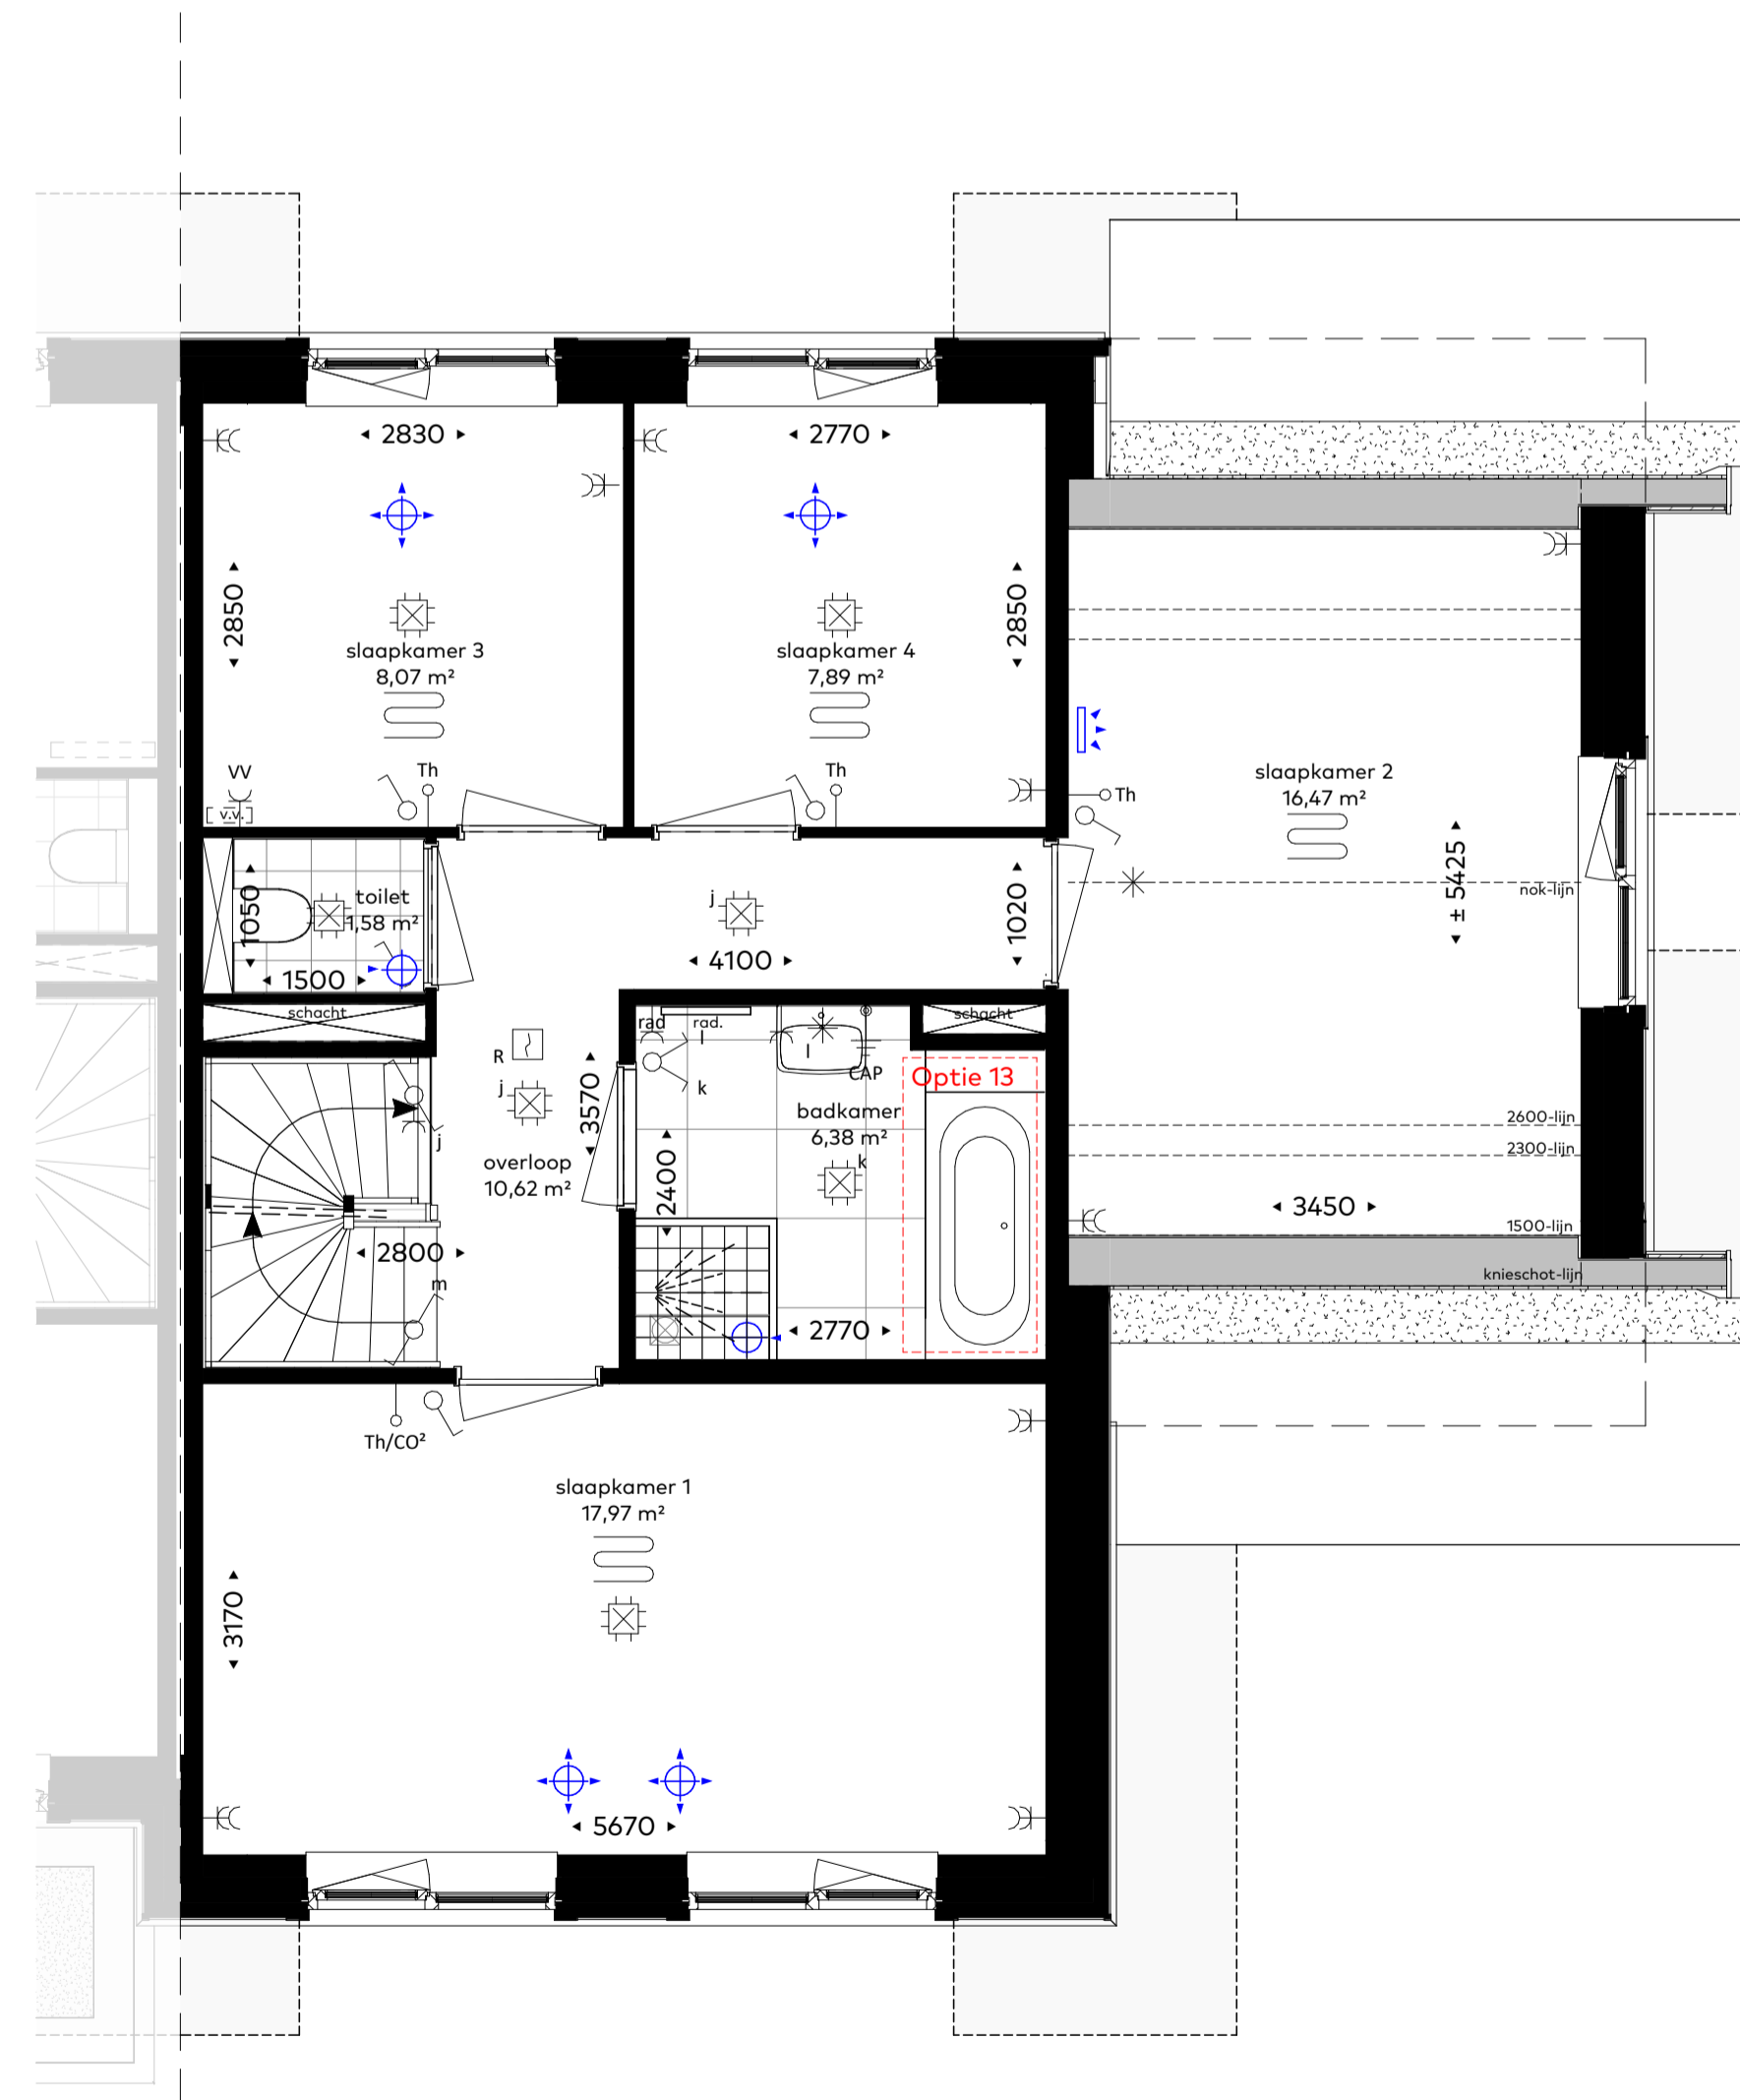 2830
2770
2850
2850
slaapkamer 3
8,07 m²
slaapkamer 4
7,89 m²
VV
v.v.
Th
Th
Th
slaapkamer 2
16,47 m²
± 5425
nok-lijn
1050
toilet
1,58 m²
1500
j
4100
1020
schacht
schacht
R
j
3570
overloop
10,62 m²
rad
rad.
l
k
l
CAP
Optie 13
badkamer
6,38 m²
k
2400
2770
j
2800
m
2600-lijn
2300-lijn
3450
1500-lijn
knieschot-lijn
Th/CO²
slaapkamer 1
17,97 m²
3170
5670